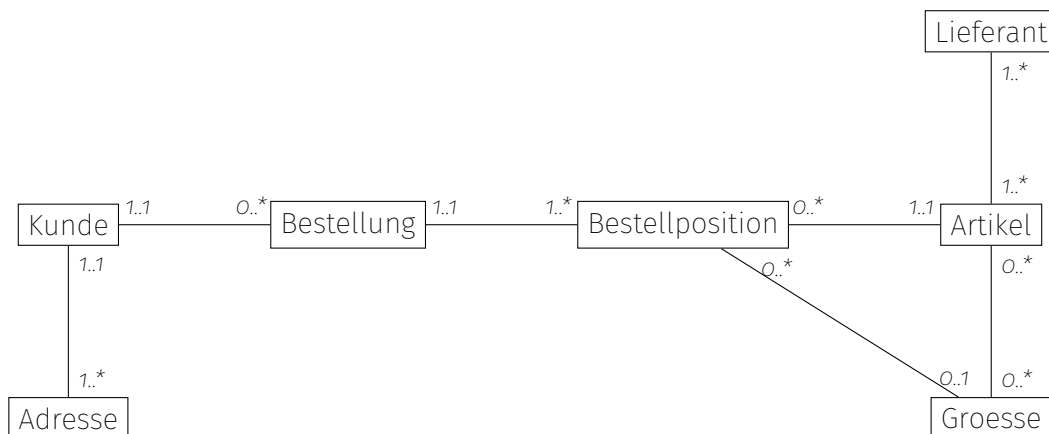 Lieferant
1..*
1..*
Kunde
1..1
0..*
Bestellung
1..1
1..*
Bestellposition
0..*
1..1
Artikel
1..1
0..*
0..*
1..*
0..1
0..*
Adresse
Groesse